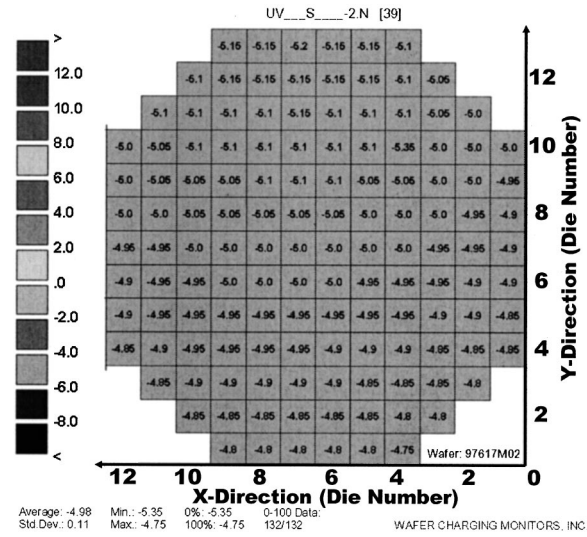 UV___S____-2.N [39]
>
12.0
10.0
8.0
6.0
4.0
2.0
.0
-2.0
-4.0
-6.0
-8.0
<
-5.15 -5.15 -5.2 -5.15 -5.15 -5.1
-5.1 -5.15 -5.15 -5.15 -5.1 -5.1 -5.1 -5.05
-5.1 -5.1 -5.1 -5.15 -5.15 -5.1 -5.1 -5.1 -5.05 -5.0
-5.0 -5.05 -5.1 -5.1 -5.1 -5.1 -5.1 -5.1 -5.35 -5.0 -5.0 -5.0
-5.0 -5.05 -5.05 -5.05 -5.1 -5.1 -5.1 -5.05 -5.05 -5.0 -5.0 -4.95
-5.0 -5.0 -5.05 -5.05 -5.05 -5.05 -5.05 -5.0 -5.0 -5.0 -4.95 -4.9
-4.95 -4.95 -5.0 -5.0 -5.0 -5.0 -5.0 -5.0 -5.0 -4.95 -4.95 -4.9
-4.9 -4.95 -4.95 -5.0 -5.0 -5.0 -5.0 -4.95 -4.95 -4.95 -4.9 -4.9
-4.9 -4.95 -4.95 -4.95 -4.95 -4.95 -4.95 -4.95 -4.9 -4.9 -4.9 -4.85
-4.85 -4.9 -4.95 -4.95 -4.95 -4.95 -4.95 -4.9 -4.9 -4.85 -4.85 -4.85
-4.85 -4.9 -4.9 -4.9 -4.9 -4.9 -4.85 -4.85 -4.85 -4.8
-4.85 -4.85 -4.85 -4.85 -4.85 -4.8 -4.8 -4.8
-4.8 -4.8 -4.8 -4.8 -4.8 -4.75
Wafer: 97617M02
12
10
8
6
4
2
Y-Direction (Die Number)
12 10 8 6 4 2 0
X-Direction (Die Number)
Average: -4.98 Min.: -5.35 0%: -5.35 0-100 Data:
Std.Dev.: 0.11 Max.: -4.75 100%: -4.75 132/132 WAFER CHARGING MONITORS, INC